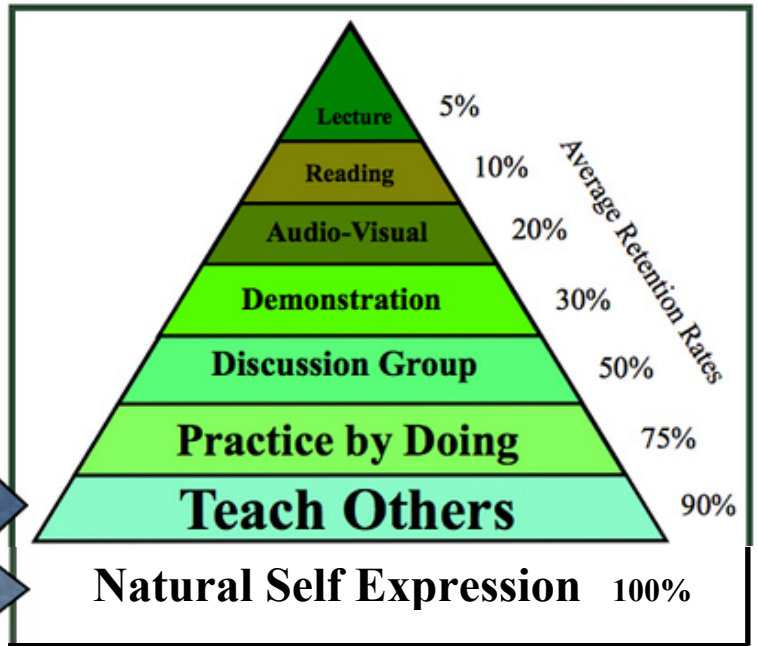 Lecture 5%
Reading 10%
Audio-Visual 20%
Demonstration 30%
Discussion Group 50%
Practice by Doing 75%
Teach Others 90%
Natural Self Expression 100%
Average Retention Rates